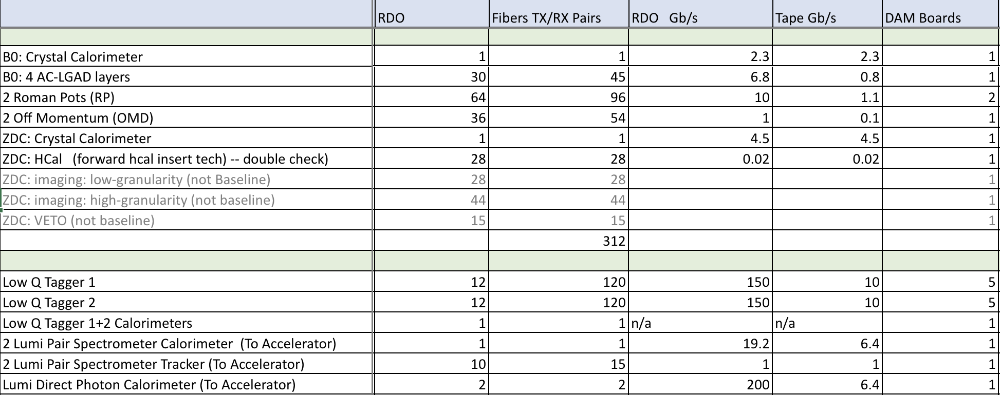 RDO Fibers TX/RX Pairs RDO Gb/s Tape Gb/s DAM Boards
B0: Crystal Calorimeter 1 1 2.3 2.3 1
B0: 4 AC-LGAD layers 30 45 6.8 0.8 1
2 Roman Pots (RP) 64 96 10 1.1 2
2 Off Momentum (OMD) 36 54 1 0.1 1
ZDC: Crystal Calorimeter 1 1 4.5 4.5 1
ZDC: HCal (forward hcal insert tech) -- double check) 28 28 0.02 0.02 1
ZDC: imaging: low-granularity (not Baseline) 28 28 1
ZDC: imaging: high-granularity (not baseline) 44 44 1
ZDC: VETO (not baseline) 15 15 1
312
Low Q Tagger 1 12 120 150 10 5
Low Q Tagger 2 12 120 150 10 5
Low Q Tagger 1+2 Calorimeters 1 1 n/a n/a 1
2 Lumi Pair Spectrometer Calorimeter (To Accelerator) 1 1 19.2 6.4 1
2 Lumi Pair Spectrometer Tracker (To Accelerator) 10 15 1 1 1
Lumi Direct Photon Calorimeter (To Accelerator) 2 2 200 6.4 1